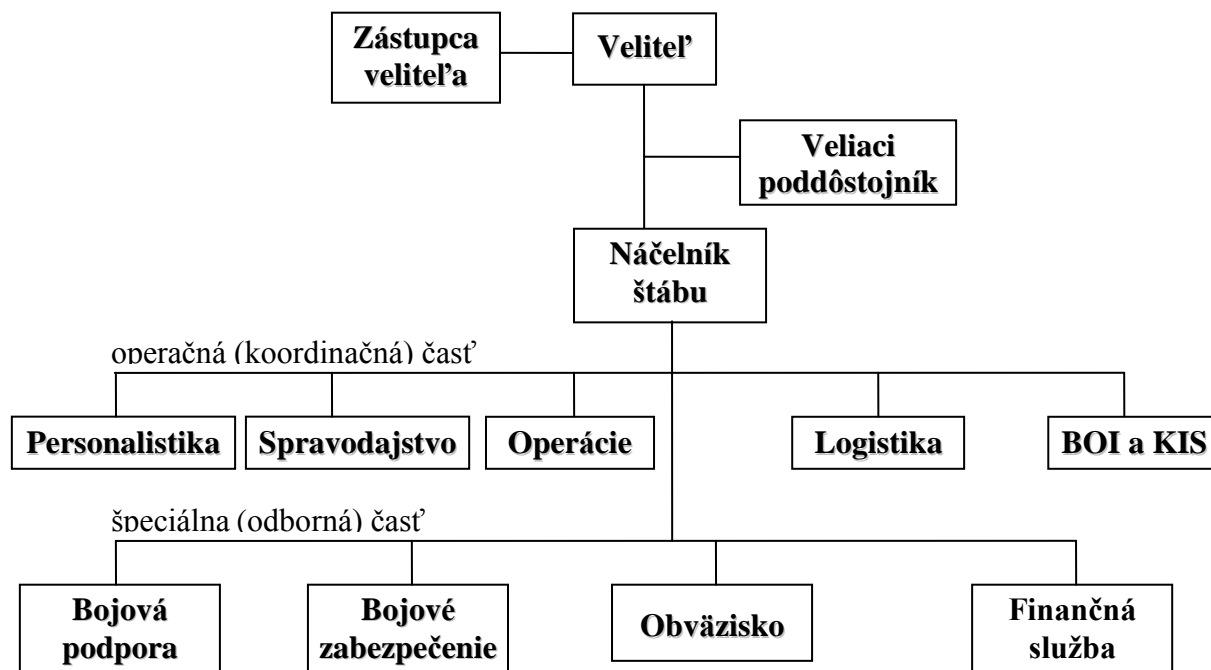 Zástupca
veliteľa
Veliteľ
Veliaci
poddôstojník
Náčelník
štábu
operačná (koordinačná) časť
Personalistika
Spravodajstvo
Operácie
Logistika
BOI a KIS
špeciálna (odborná) časť
Bojová
podpora
Bojové
zabezpečenie
Obväzisko
Finančná
služba